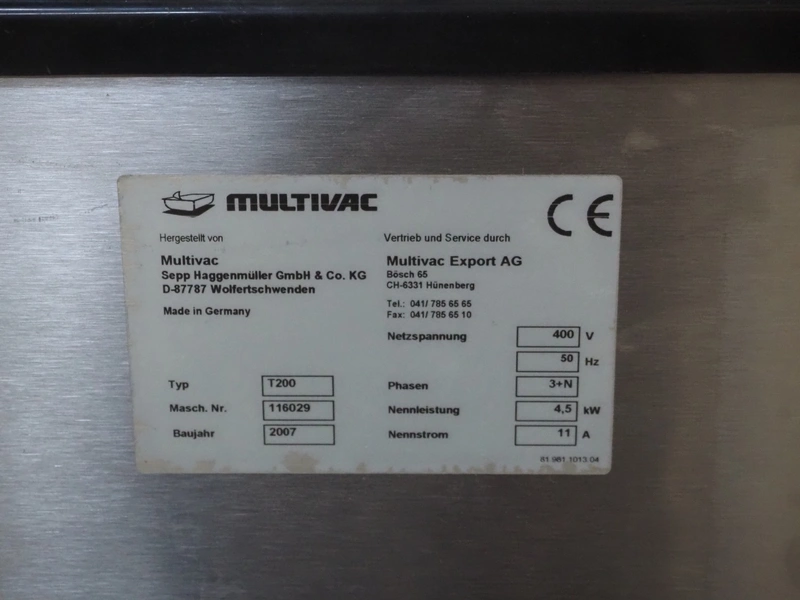 MULTIVAC
CE
Hergestellt von
Multivac
Sepp Haggenmüller GmbH & Co. KG
D-87787 Wolfertschwenden
Made in Germany
Vertrieb und Service durch
Multivac Export AG
Bösch 65
CH-6331 Hünenberg
Tel.: 041/ 785 65 65
Fax: 041/ 785 65 10
Netzspannung 400 V
50 Hz
Typ T200
Masch. Nr. 116029
Baujahr 2007
Phasen 3+N
Nennleistung 4,5 kW
Nennstrom 11 A
81.981.1013.04